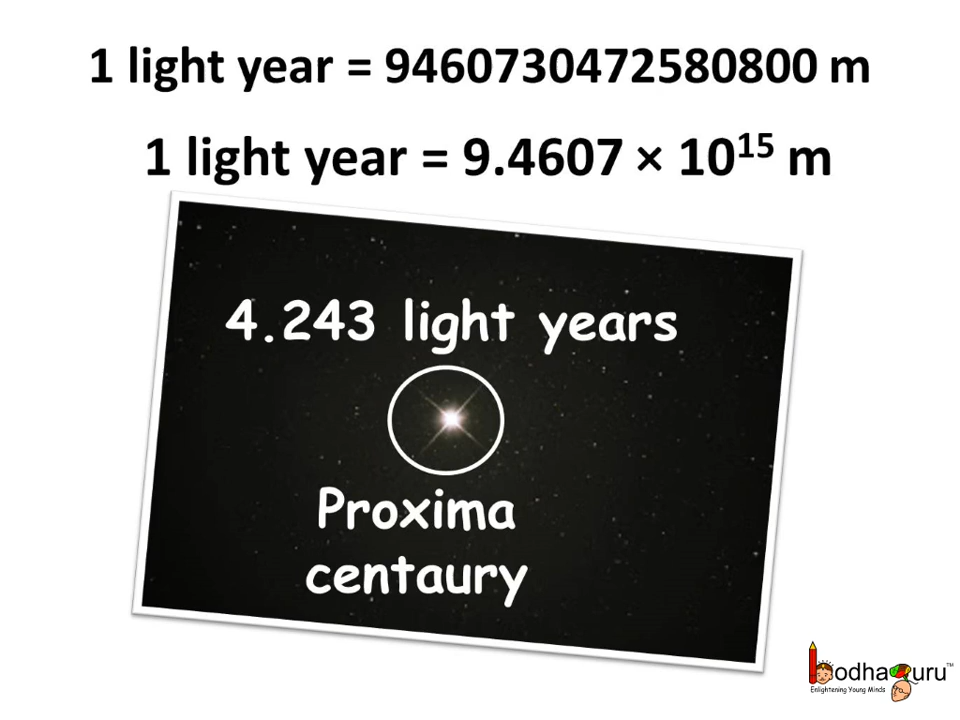 1 light year = 9460730472580800 m
1 light year = 9.4607 × 10¹⁵ m
4.243 light years
Proxima
centaury
bodhaguru™
Enlightening Young Minds